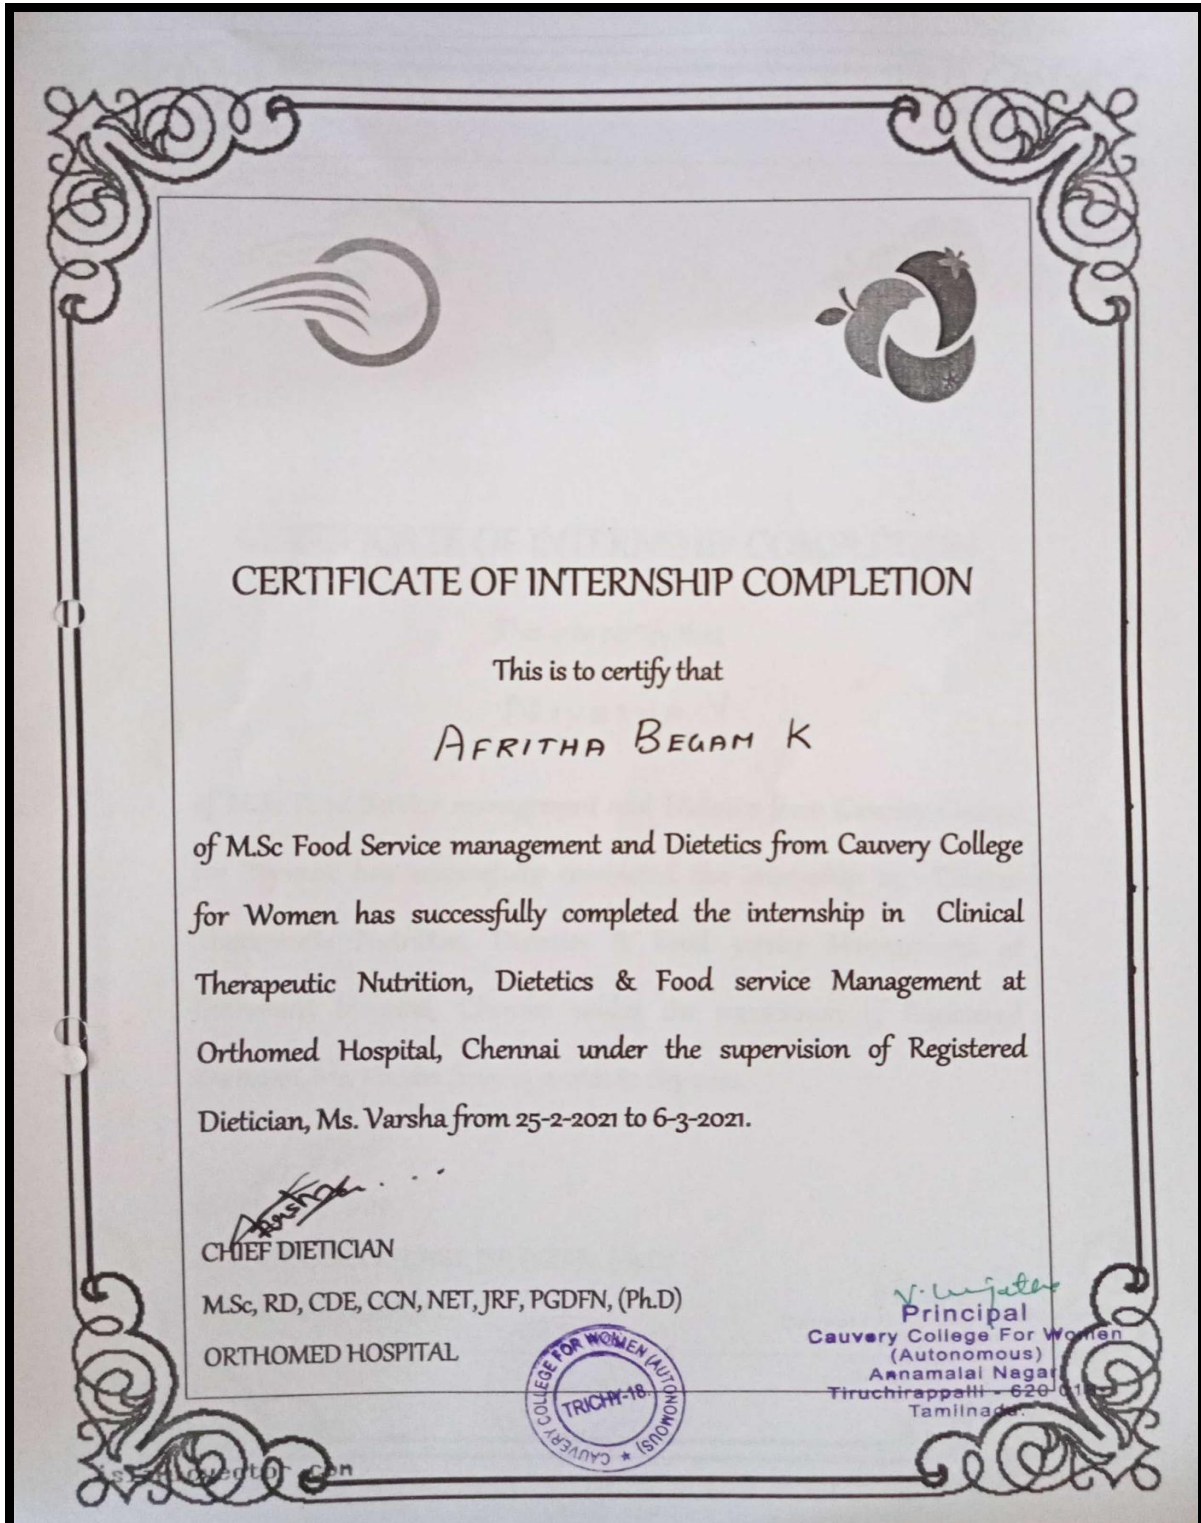 CERTIFICATE OF INTERNSHIP COMPLETION
This is to certify that
AFRITHA BEGAM K
of M.Sc Food Service management and Dietetics from Cauvery College
for Women has successfully completed the internship in Clinical
Therapeutic Nutrition, Dietetics & Food service Management at
Orthomed Hospital, Chennai under the supervision of Registered
Dietician, Ms. Varsha from 25-2-2021 to 6-3-2021.
CHIEF DIETICIAN
M.Sc, RD, CDE, CCN, NET, JRF, PGDFN, (Ph.D)
ORTHOMED HOSPITAL
CAUVERY COLLEGE FOR WOMEN (AUTONOMOUS) ★
TRICHY-18.
Principal
Cauvery College For Women
(Autonomous)
Annamalai Nagar
Tiruchirappalli - 620
Tamilnadu.